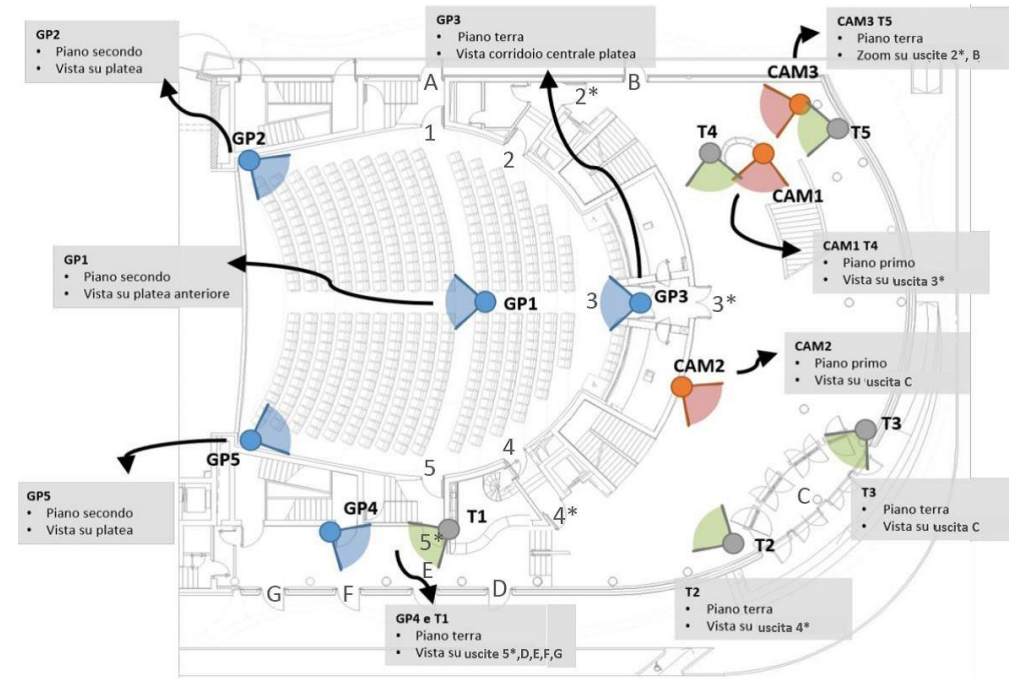 GP2
• Piano secondo
• Vista su platea
GP3
• Piano terra
• Vista corridoio centrale platea
CAM3 T5
• Piano terra
• Zoom su uscite 2*, B
CAM3
A
2*
B
1
2
GP2
T4
T5
CAM1
GP1
• Piano secondo
• Vista su platea anteriore
CAM1 T4
• Piano primo
• Vista su uscita 3*
GP1
3
GP3
3*
CAM2
• Piano primo
• Vista su uscita C
CAM2
GP5
4
5
T3
C
GP5
• Piano secondo
• Vista su platea
GP4
T1
4*
5*
E
T2
T3
• Piano terra
• Vista su uscita C
G
F
D
GP4 e T1
• Piano terra
• Vista su uscite 5*,D,E,F,G
T2
• Piano terra
• Vista su uscita 4*